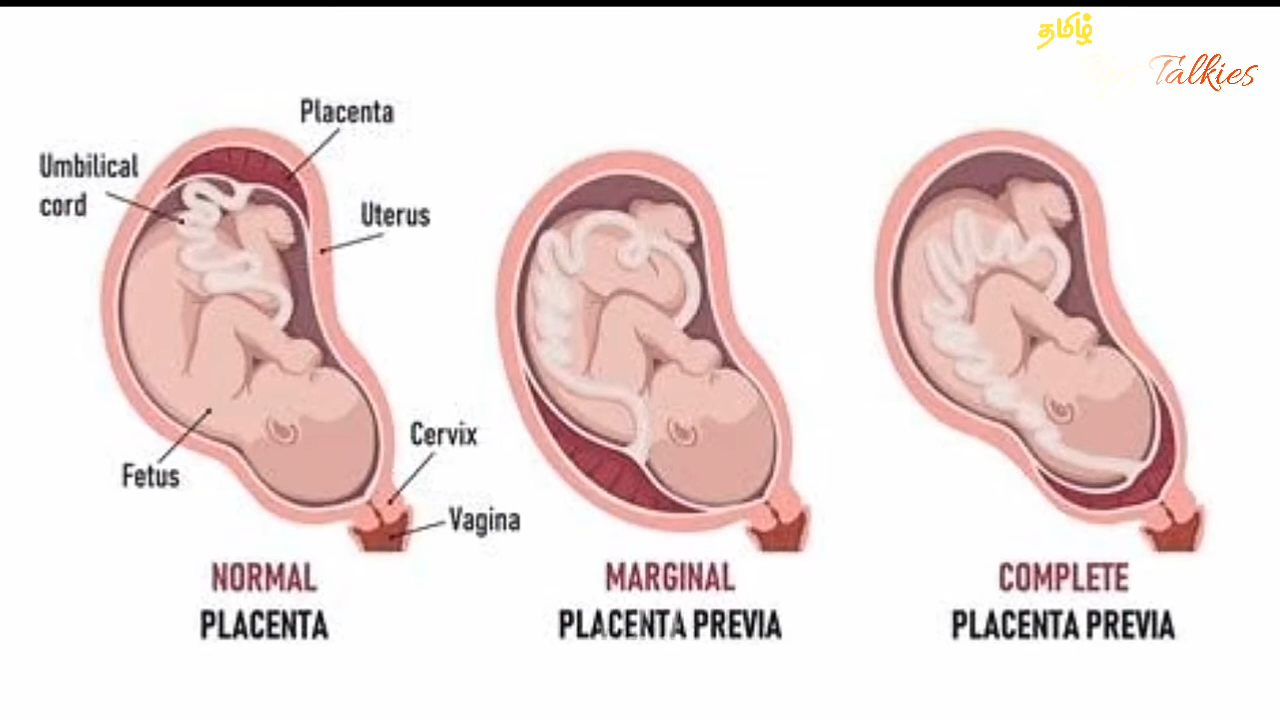 தமிழ்
Talkies
Placenta
Umbilical
cord
Uterus
Fetus
Cervix
Vagina
NORMAL
PLACENTA
MARGINAL
PLACENTA PREVIA
COMPLETE
PLACENTA PREVIA